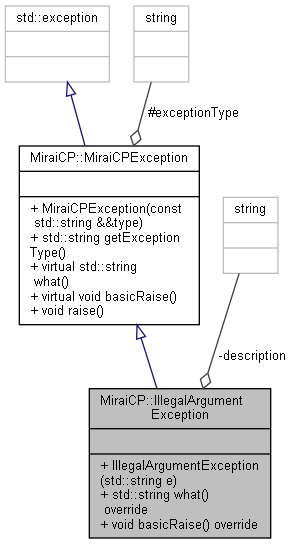 std::exception
string
#exceptionType
MiraiCP::MiraiCPException
+ MiraiCPException(const
std::string &&type)
+ std::string getException
Type()
+ virtual std::string
what()
+ virtual void basicRaise()
+ void raise()
string
-description
MiraiCP::IllegalArgument
Exception
+ IllegalArgumentException
(std::string e)
+ std::string what()
override
+ void basicRaise() override